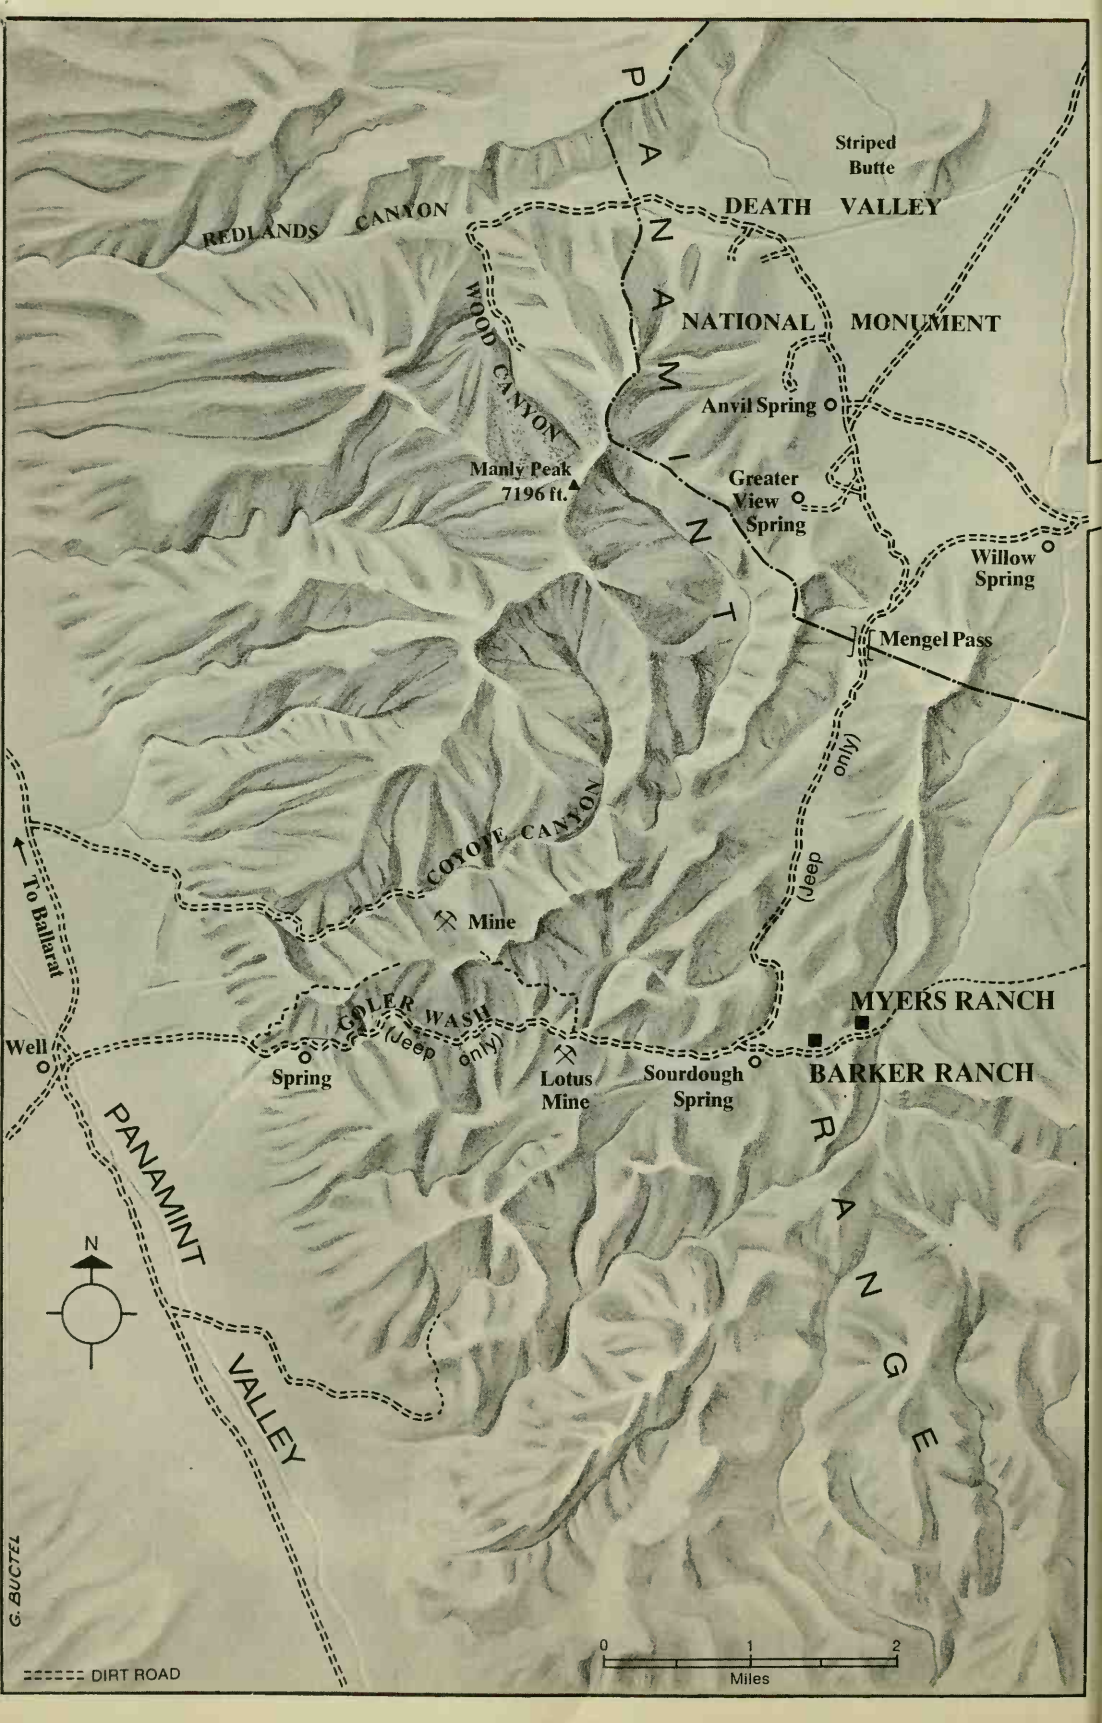 PANAMINT
Striped
Butte
REDLANDS CANYON
DEATH VALLEY
WOOD CANYON
NATIONAL MONUMENT
Anvil Spring
Manly Peak
7196 ft.
Greater
View
Spring
Willow
Spring
Mengel Pass
(Jeep only)
COYOTE CANYON
Mine
To Ballarat
GOLER WASH
(Jeep only)
MYERS RANCH
Well
Spring
Lotus
Mine
Sourdough
Spring
BARKER RANCH
RANGE
PANAMINT
VALLEY
N
G. BUCTEL
DIRT ROAD
0 1 2
Miles